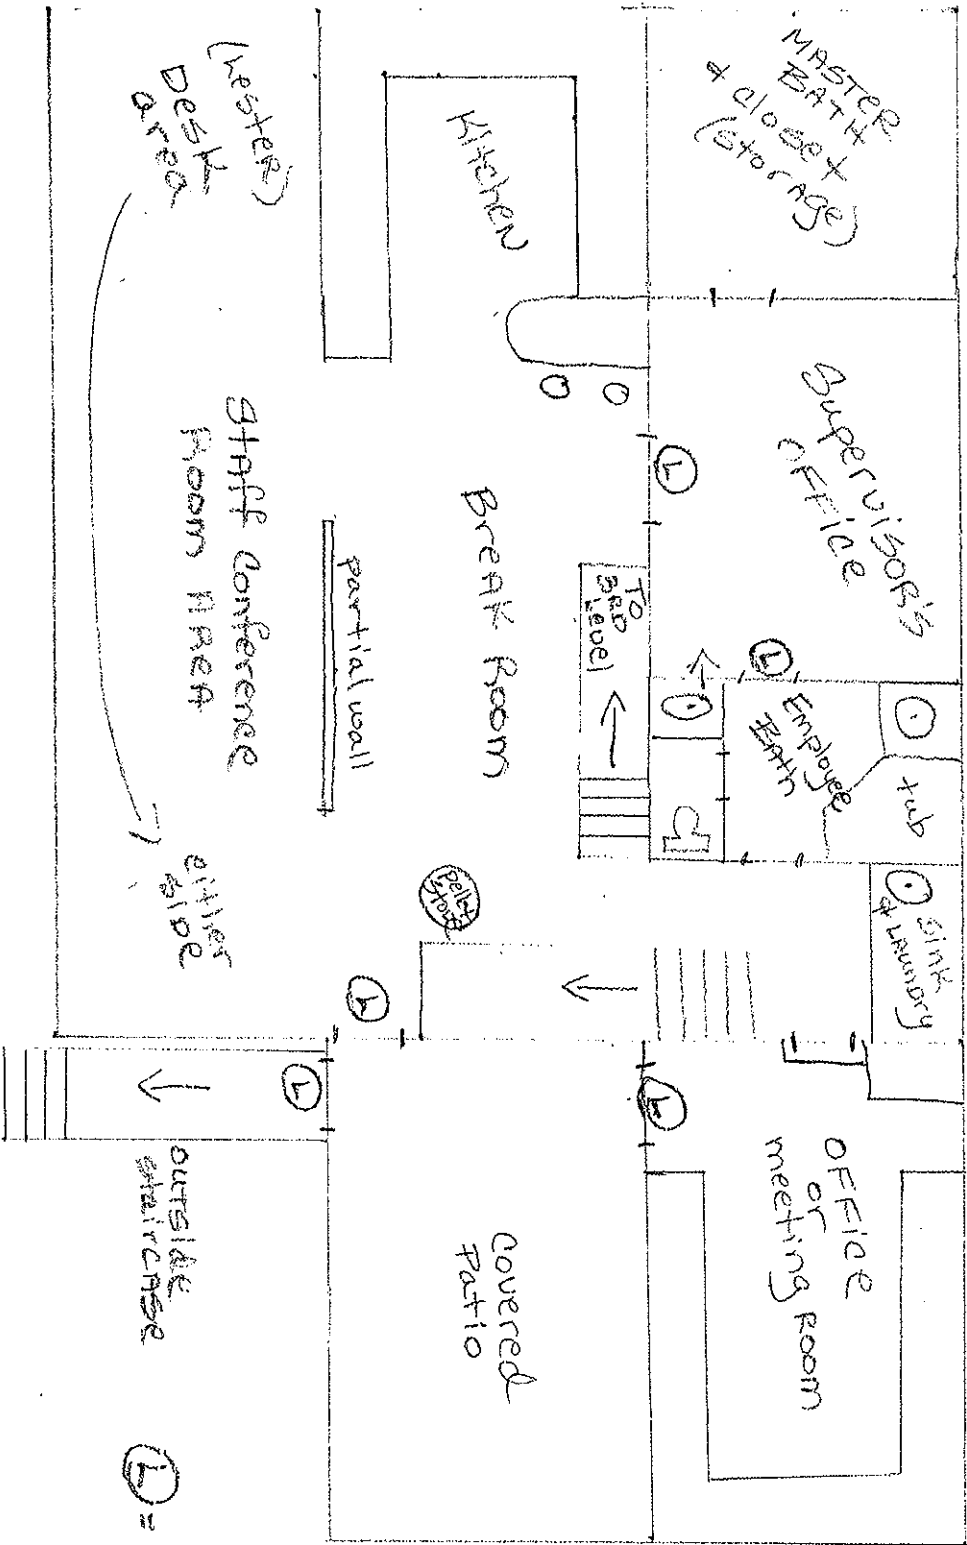 MASTER
BATH
+ closet
(storage)
Kitchen
(Lester)
Desk
area
Supervisor's
OFFice
L
BreaK Room
Staff Conference
Room AREA
partial wall
TO
3RD
Level
L
Employee
Bath
tub
Sink
+ LAUNDRY
Pellet
Stove
either
side
L
L
L
OFFice
or
meeting Room
Covered
Patio
outside
staircase
L =